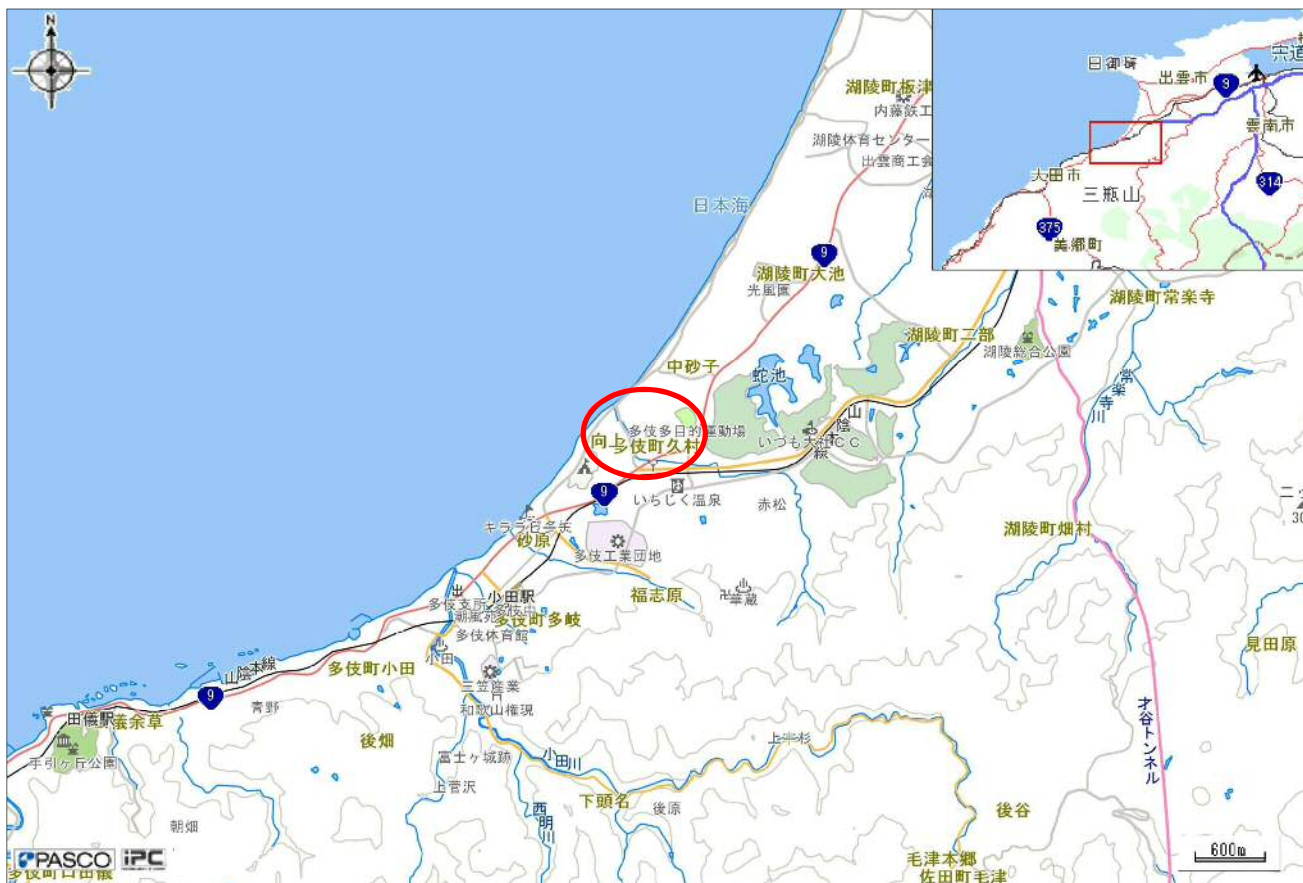 N
日御碕
出雲市
9
宍道
雲南市
大田市
三瓶山
314
375
美郷町
湖陵町板津
内藤鉄工
湖陵体育センター
出雲商工会
日本海
9
湖陵町大池
光風園
湖陵町常楽寺
湖陵町二部
湖陵総合公園
中砂子
蛇池
常楽寺川
多伎多目的運動場
いづも大社CC
山陰本線
向上
多伎町久村
9
いちじく温泉
赤松
キララビーチ
砂原
多伎工業団地
湖陵町畑村
福志原
華蔵
小田駅
多伎支所
多伎中
多伎町多岐
多伎体育館
小田
見田原
山陰本線
多伎町小田
三笠産業
和歌山権現
9
青野
田儀駅
儀余草
手引ヶ丘公園
後畑
富士ヶ城跡
小田川
上菅沢
下頭名
後原
西明川
才谷トンネル
後谷
朝畑
PASCO iPC
毛津本郷
佐田町毛津
600m